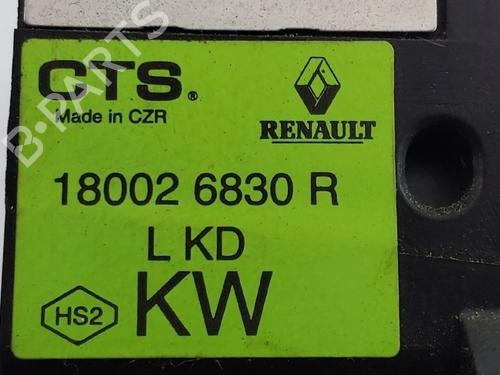 CTS®
Made in CZR
RENAULT
18002 6830 R
L KD
HS2
KW
B-PARTS